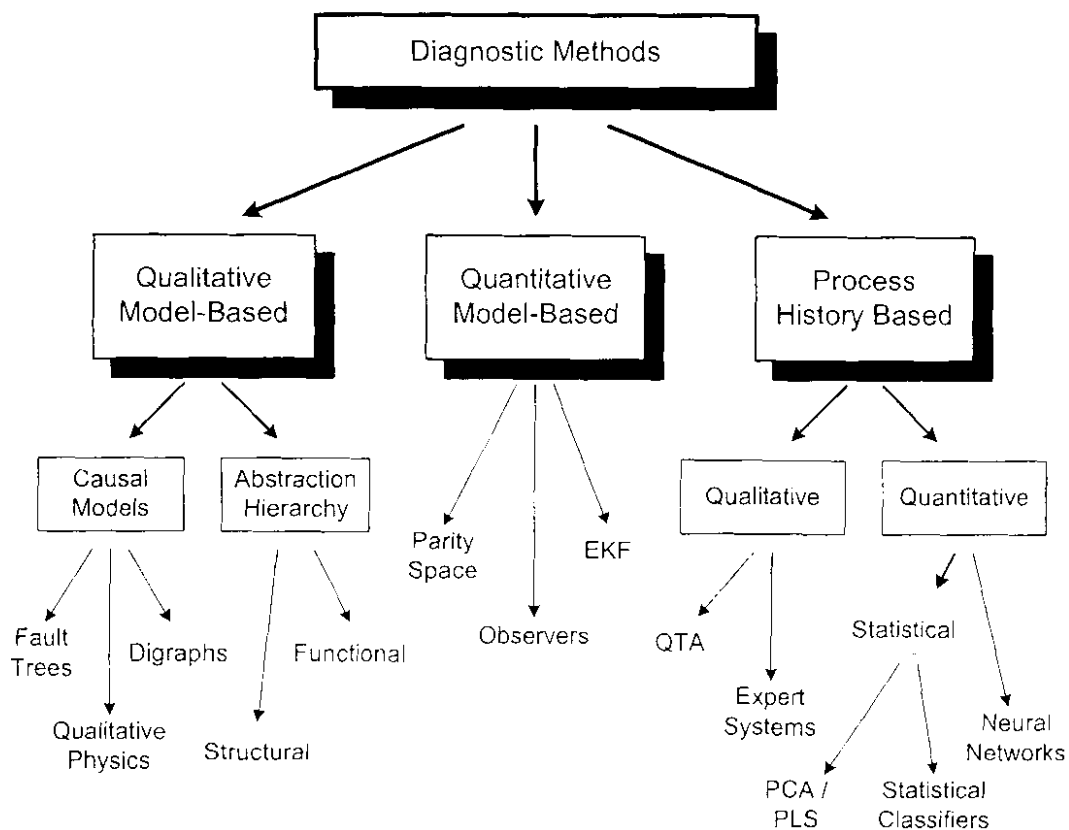 Diagnostic Methods
Qualitative
Model-Based
Quantitative
Model-Based
Process
History Based
Causal
Models
Abstraction
Hierarchy
Qualitative
Quantitative
Parity
Space
EKF
Fault
Trees
Digraphs
Functional
Observers
QTA
Statistical
Qualitative
Physics
Structural
Expert
Systems
Neural
Networks
PCA /
PLS
Statistical
Classifiers